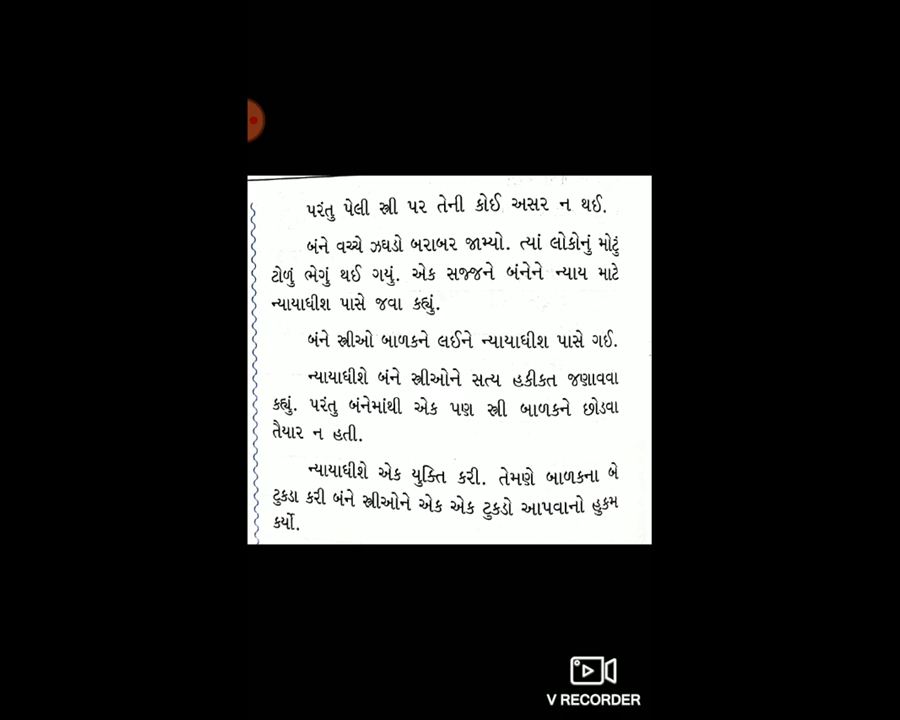 પરંતુ પેલી સ્ત્રી પર તેની કોઈ અસર ન થઈ.
બંને વચ્ચે ઝઘડો બરાબર જામ્યો. ત્યાં લોકોનું મોટું
ટોળું ભેગું થઈ ગયું. એક સજ્જને બંનેને ન્યાય માટે
ન્યાયાધીશ પાસે જવા કહ્યું.
બંને સ્ત્રીઓ બાળકને લઈને ન્યાયાધીશ પાસે ગઈ.
ન્યાયાધીશે બંને સ્ત્રીઓને સત્ય હકીકત જણાવવા
કહ્યું. પરંતુ બંનેમાંથી એક પણ સ્ત્રી બાળકને છોડવા
તૈયાર ન હતી.
ન્યાયાધીશે એક યુક્તિ કરી. તેમણે બાળકના બે
ટુકડા કરી બંને સ્ત્રીઓને એક એક ટુકડો આપવાનો હુકમ
કર્યો.
V RECORDER